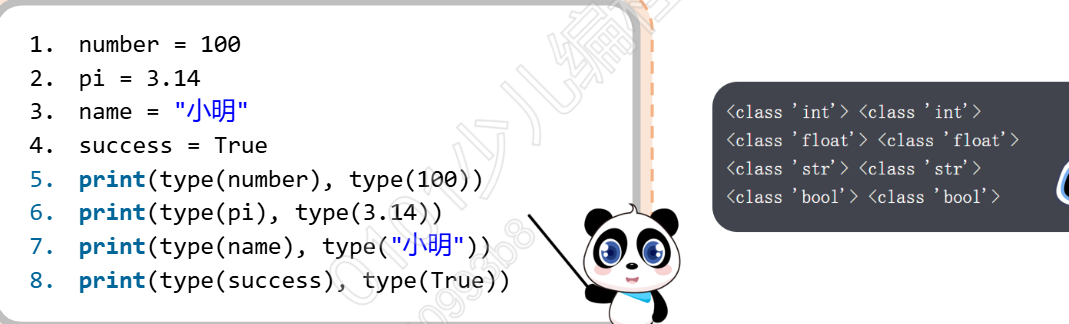 1. number = 100
2. pi = 3.14
3. name = "小明"
4. success = True
5. print(type(number), type(100))
6. print(type(pi), type(3.14))
7. print(type(name), type("小明"))
8. print(type(success), type(True))
<class 'int'> <class 'int'>
<class 'float'> <class 'float'>
<class 'str'> <class 'str'>
<class 'bool'> <class 'bool'>